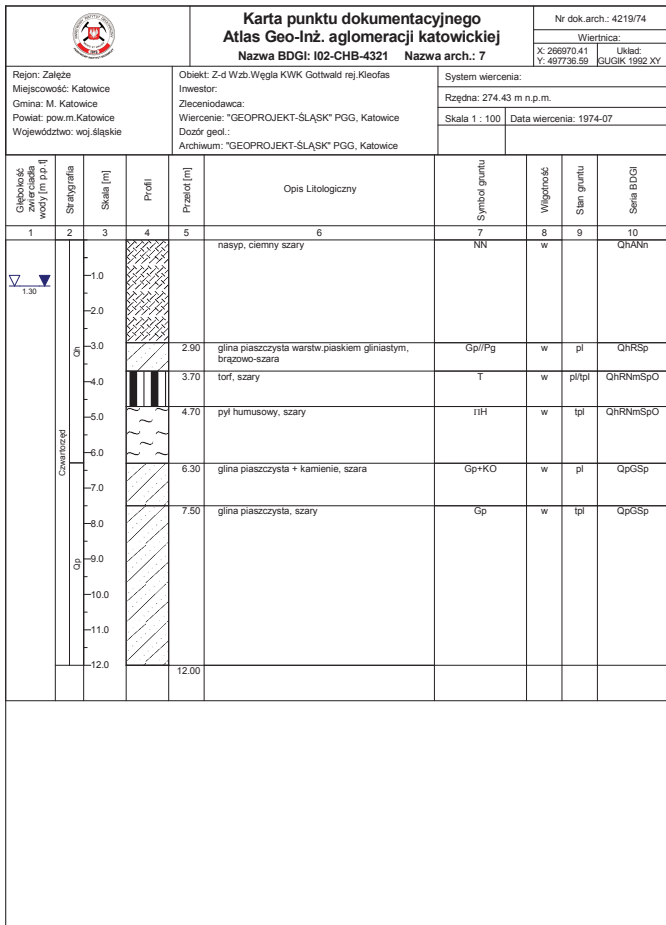 Karta punktu dokumentacyjnego
Atlas Geo-Inż. aglomeracji katowickiej
Nazwa BDGI: I02-CHB-4321 Nazwa arch.: 7
Nr dok.arch.: 4219/74
Wiertnica:
X: 266970.41
Y: 497736.59
Układ:
GUGIK 1992 XY
Rejon: Załęże
Miejscowość: Katowice
Gmina: M. Katowice
Powiat: pow.m.Katowice
Województwo: woj.śląskie
Obiekt: Z-d Wzb.Węgla KWK Gottwald rej.Kleofas
Inwestor:
Zleceniodawca:
Wiercenie: "GEOPROJEKT-ŚLĄSK" PGG, Katowice
Dozór geol.:
Archiwum: "GEOPROJEKT-ŚLĄSK" PGG, Katowice
System wiercenia:
Rzędna: 274.43 m n.p.m.
Skala 1 : 100 Data wiercenia: 1974-07
Głębokość
zwierciadła
wody [m p.p.t]
Stratygrafia
Skala [m]
Profil
Przelot [m]
Opis Litologiczny
Symbol gruntu
Wilgotność
Stan gruntu
Seria BDGI
1 2 3 4 5 6 7 8 9 10
nasyp, ciemny szary NN w QhANn
1.30
Czwartorzęd
Qh
Qp
1.0
2.0
3.0
4.0
5.0
6.0
7.0
8.0
9.0
10.0
11.0
12.0
2.90 glina piaszczysta warstw.piaskiem gliniastym, Gp//Pg w pl QhRSp
brązowo-szara
3.70 torf, szary T w pl/tpl QhRNmSpO
4.70 pył humusowy, szary ΠH w tpl QhRNmSpO
6.30 glina piaszczysta + kamienie, szara Gp+KO w pl QpGSp
7.50 glina piaszczysta, szary Gp w tpl QpGSp
12.00